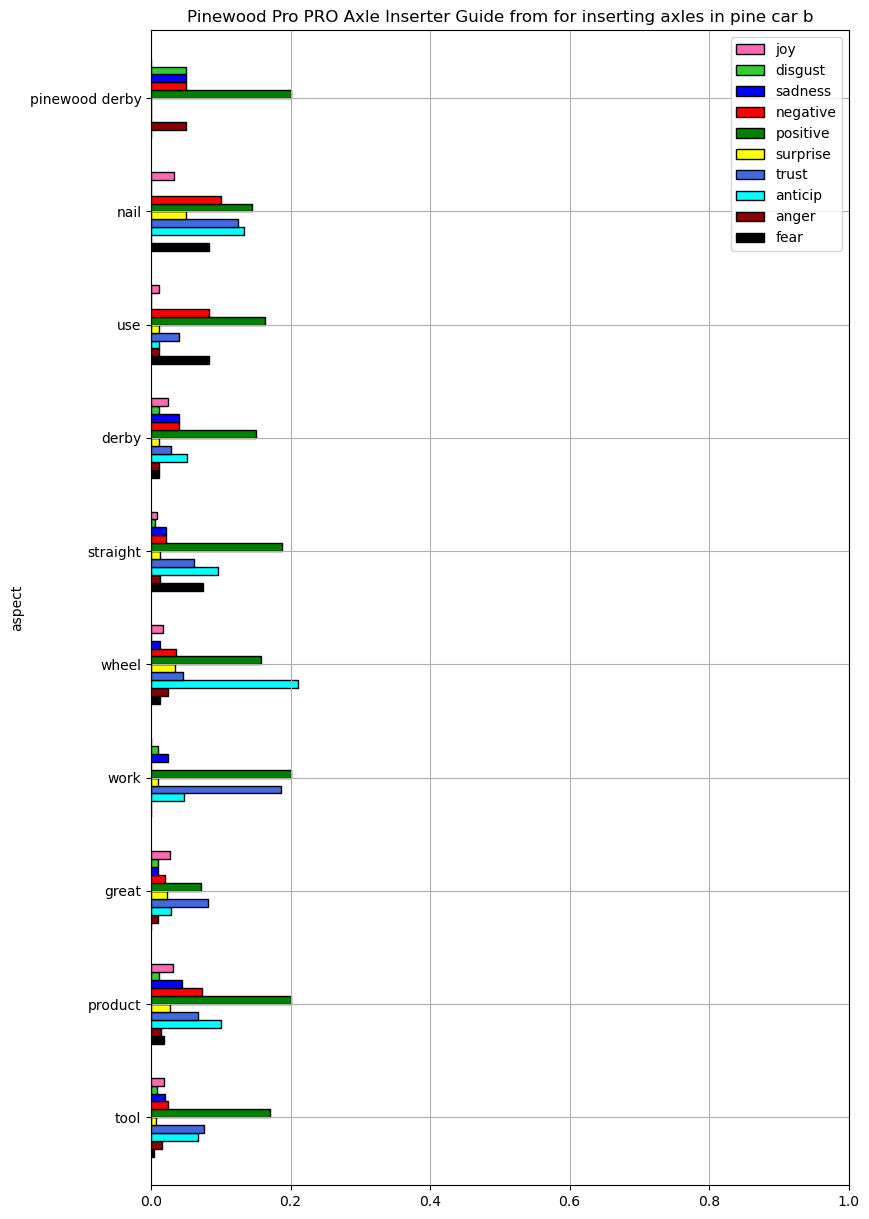 Pinewood Pro PRO Axle Inserter Guide from for inserting axles in pine car b
joy
disgust
sadness
negative
positive
surprise
trust
anticip
anger
fear
pinewood derby
nail
use
derby
straight
wheel
work
great
product
tool
aspect
0.0 0.2 0.4 0.6 0.8 1.0